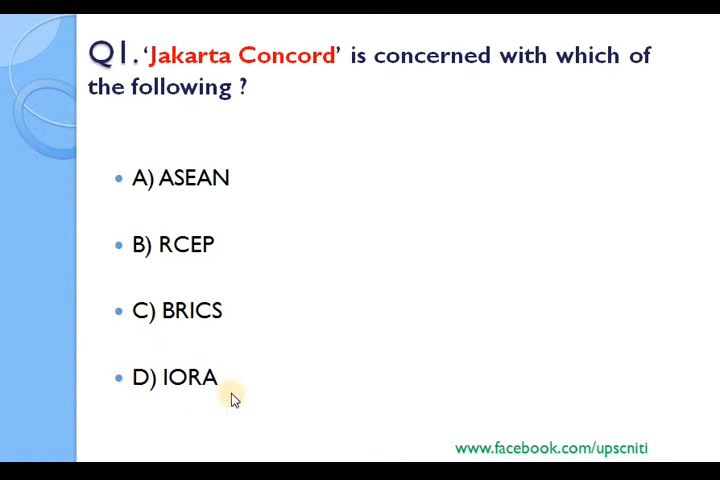 Q1. ‘Jakarta Concord’ is concerned with which of
the following ?
• A) ASEAN
• B) RCEP
• C) BRICS
• D) IORA
www.facebook.com/upscniti